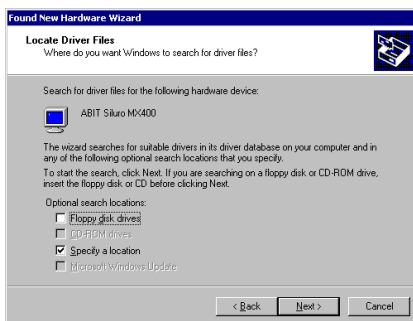 Found New Hardware Wizard
Locate Driver Files
Where do you want Windows to search for driver files?
Search for driver files for the following hardware device:
ABIT Siluro MX400
The wizard searches for suitable drivers in its driver database on your computer and in
any of the following optional search locations that you specify.
To start the search, click Next. If you are searching on a floppy disk or CD-ROM drive,
insert the floppy disk or CD before clicking Next.
Optional search locations:
Floppy disk drives
CD-ROM drives
Specify a location
Microsoft Windows Update
< Back
Next >
Cancel